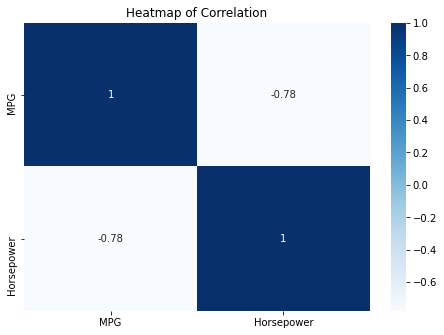 Heatmap of Correlation
MPG
1
-0.78
Horsepower
-0.78
1
MPG
Horsepower
1.0
0.8
0.6
0.4
0.2
0.0
-0.2
-0.4
-0.6